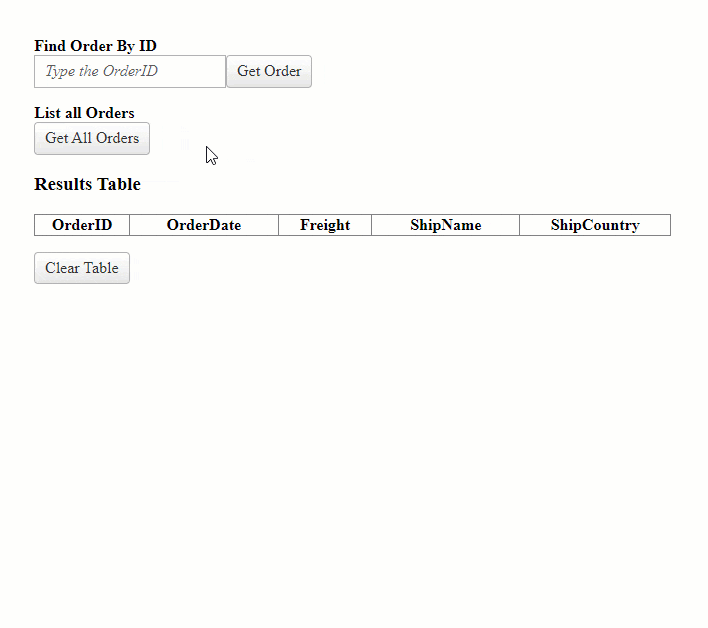 Find Order By ID
Type the OrderID Get Order
List all Orders
Get All Orders
Results Table
OrderID OrderDate Freight ShipName ShipCountry
Clear Table